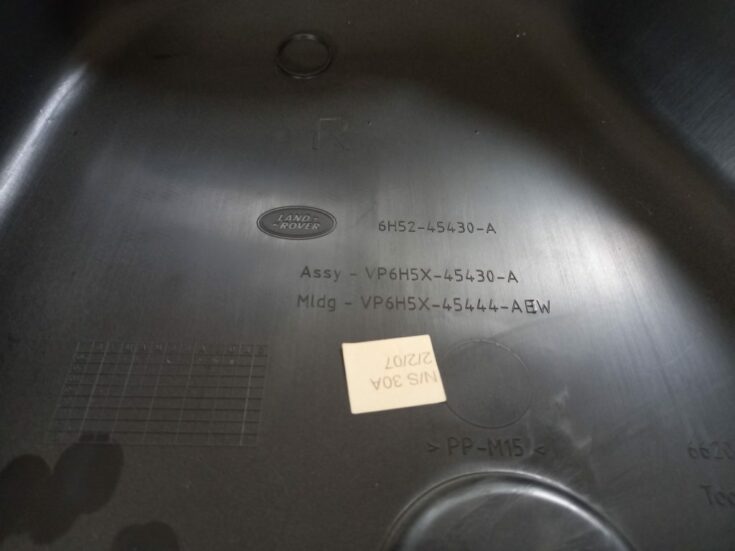 R
LAND-
-ROVER
6H52-45430-A
Assy - VP6H5X-45430-A
Mldg - VP6H5X-45444-AEW
N/S 30A
2/2/07
> PP-M15 <